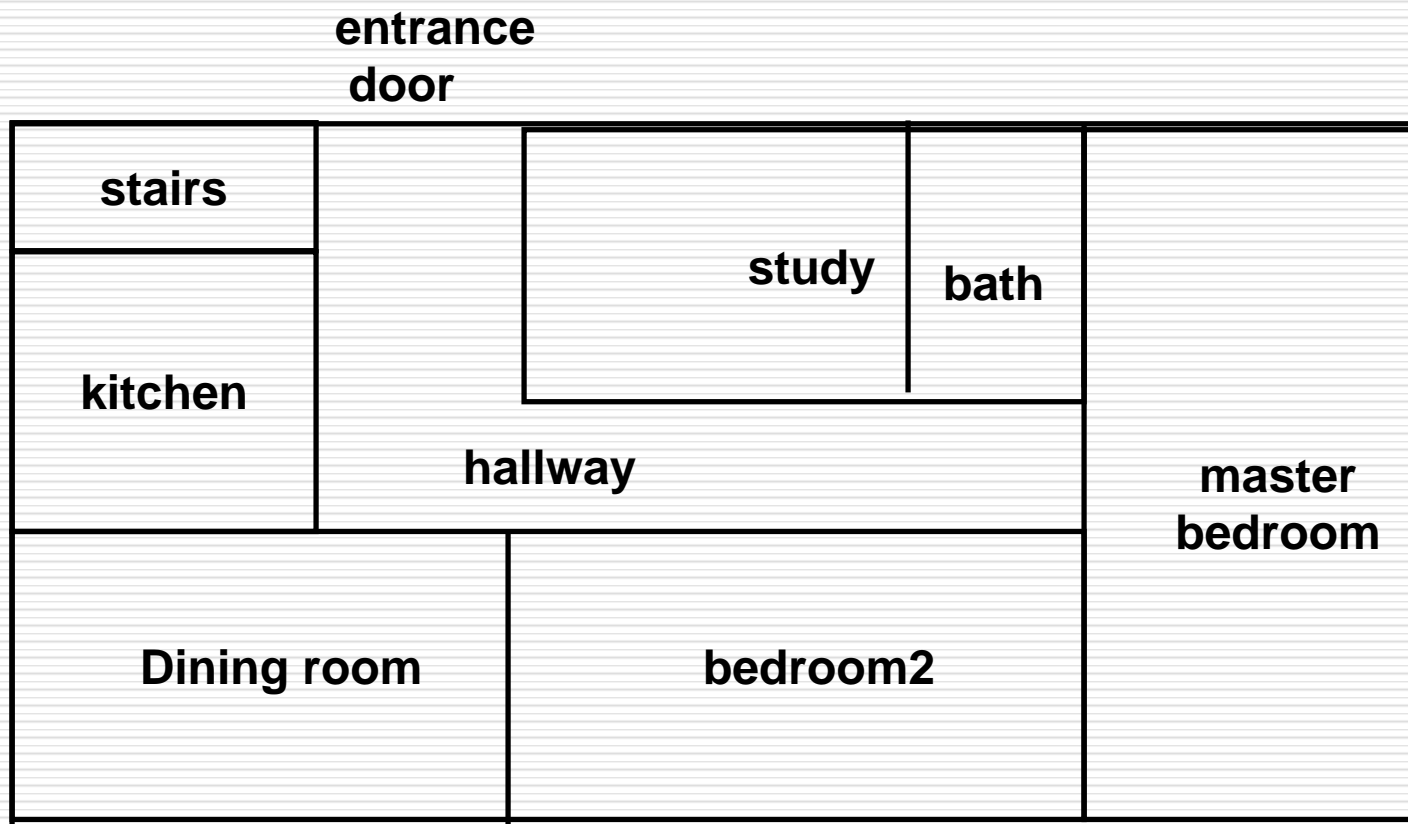 entrance
door
stairs
study
bath
kitchen
hallway
master
bedroom
Dining room
bedroom2